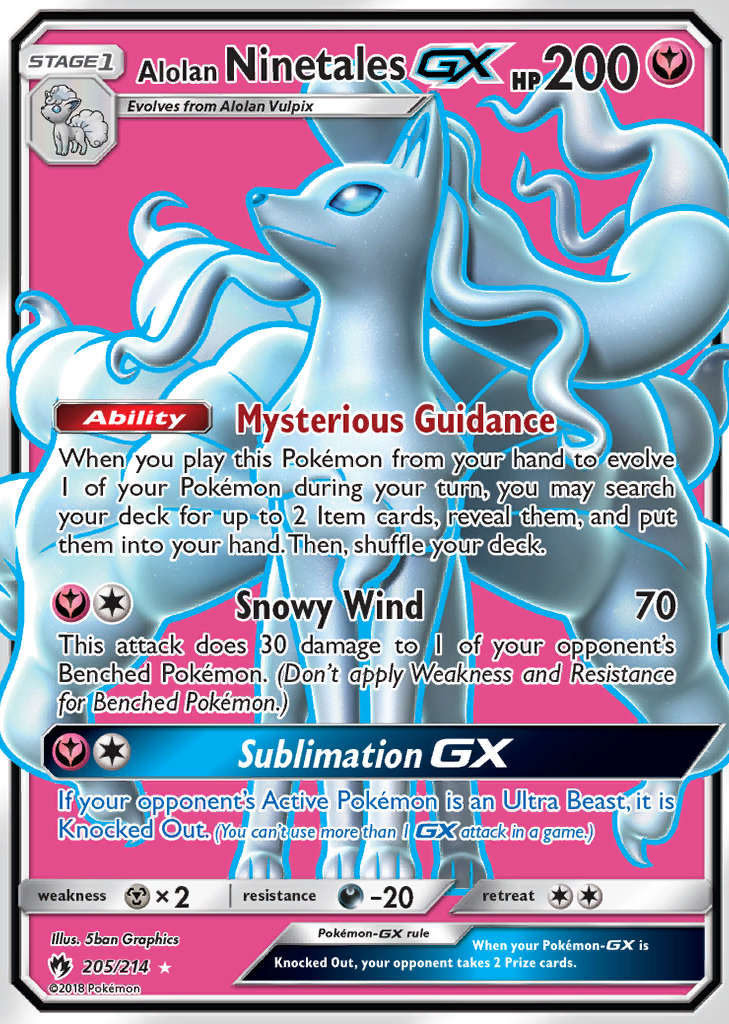 STAGE1
Alolan Ninetales GX HP200
Evolves from Alolan Vulpix
Ability Mysterious Guidance
When you play this Pokémon from your hand to evolve
1 of your Pokémon during your turn, you may search
your deck for up to 2 Item cards, reveal them, and put
them into your hand. Then, shuffle your deck.
Snowy Wind 70
This attack does 30 damage to 1 of your opponent's
Benched Pokémon. (Don't apply Weakness and Resistance
for Benched Pokémon.)
Sublimation GX
If your opponent's Active Pokémon is an Ultra Beast, it is
Knocked Out. (You can't use more than 1 GX attack in a game.)
weakness ×2 resistance -20 retreat
Illus. 5ban Graphics
205/214
©2018 Pokémon
Pokémon-GX rule
When your Pokémon-GX is
Knocked Out, your opponent takes 2 Prize cards.